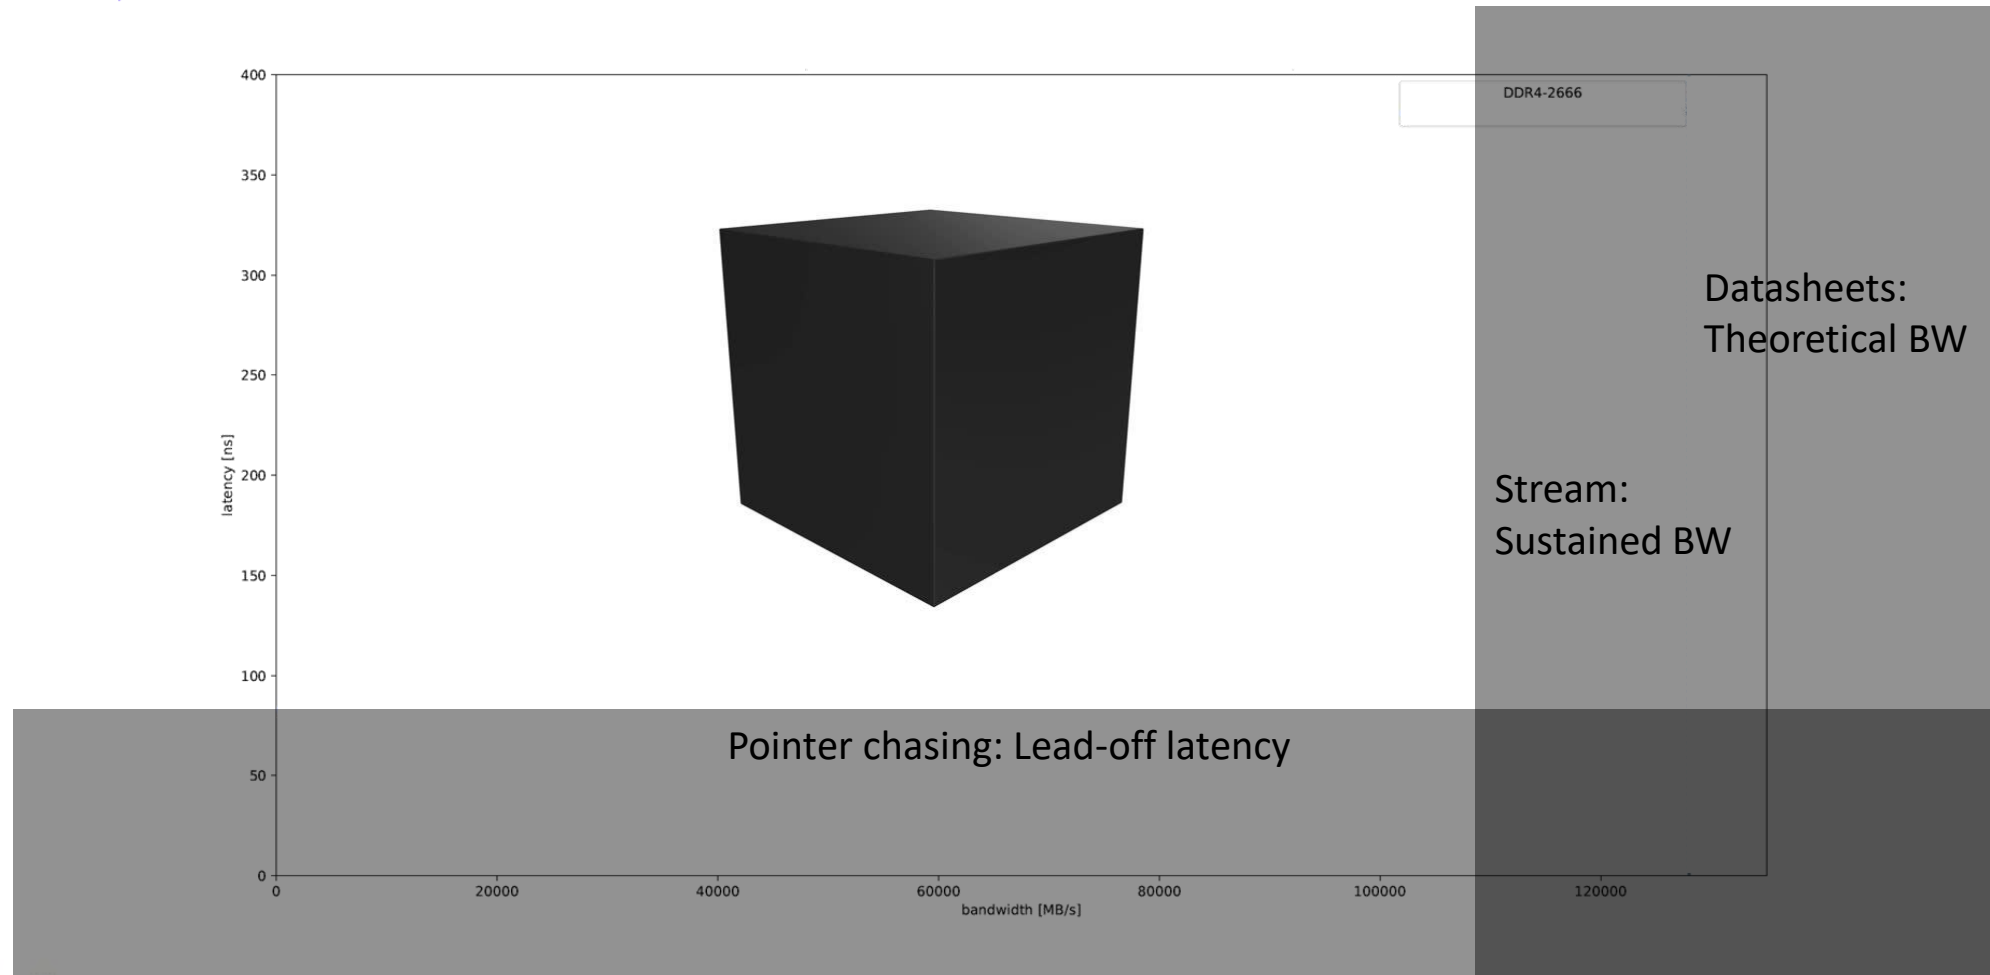 400
DDR4-2666
350
300
Datasheets:
Theoretical BW
250
latency [ns]
200
Stream:
Sustained BW
150
100
Pointer chasing: Lead-off latency
50
0
0 20000 40000 60000 80000 100000 120000
bandwidth [MB/s]